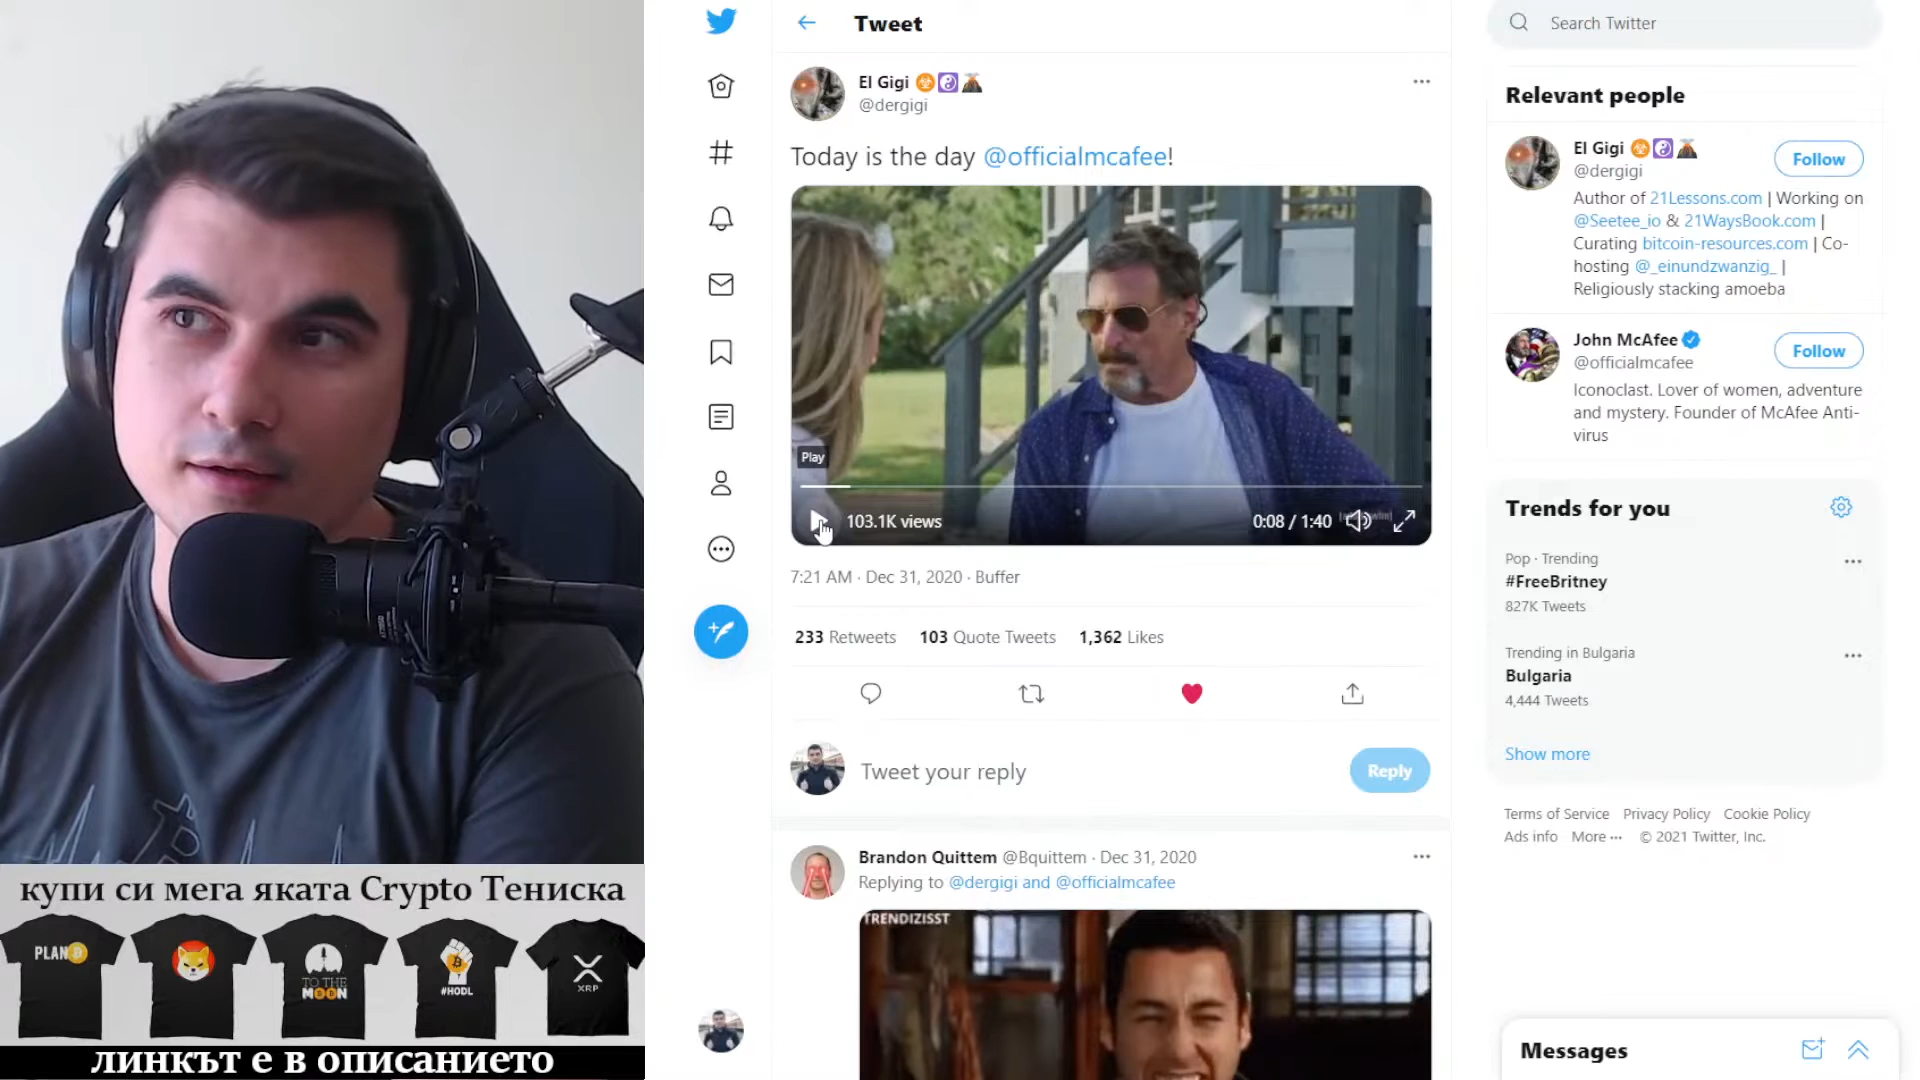 Tweet
El Gigi
@dergigi
Today is the day @officialmcafee!
Play
103.1K views
0:08 / 1:40
7:21 AM · Dec 31, 2020 · Buffer
233 Retweets 103 Quote Tweets 1,362 Likes
Tweet your reply
Reply
Brandon Quittem @Bquittem · Dec 31, 2020
Replying to @dergigi and @officialmcafee
TRENDIZISST
Search Twitter
Relevant people
El Gigi
@dergigi
Follow
Author of 21Lessons.com | Working on
@Seetee_io & 21WaysBook.com |
Curating bitcoin-resources.com | Co-
hosting @_einundzwanzig_ |
Religiously stacking amoeba
John McAfee
@officialmcafee
Follow
Iconoclast. Lover of women, adventure
and mystery. Founder of McAfee Anti-
virus
Trends for you
Pop · Trending
#FreeBritney
827K Tweets
Trending in Bulgaria
Bulgaria
4,444 Tweets
Show more
Terms of Service Privacy Policy Cookie Policy
Ads info More ··· © 2021 Twitter, Inc.
Messages
купи си мега яката Crypto Тениска
PLAN B
TO THE
MOON
#HODL
XRP
линкът е в описанието